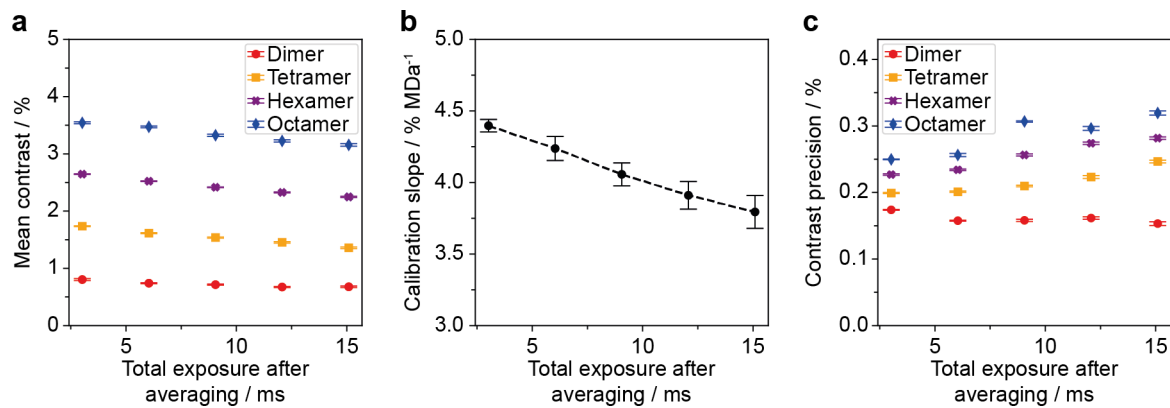 a
Mean contrast / %
5
4
3
2
1
0
Dimer
Tetramer
Hexamer
Octamer
5
10
15
Total exposure after
averaging / ms
b
Calibration slope / % MDa⁻¹
5.0
4.5
4.0
3.5
3.0
5
10
15
Total exposure after
averaging / ms
c
Contrast precision / %
0.4
0.3
0.2
0.1
0.0
Dimer
Tetramer
Hexamer
Octamer
5
10
15
Total exposure after
averaging / ms